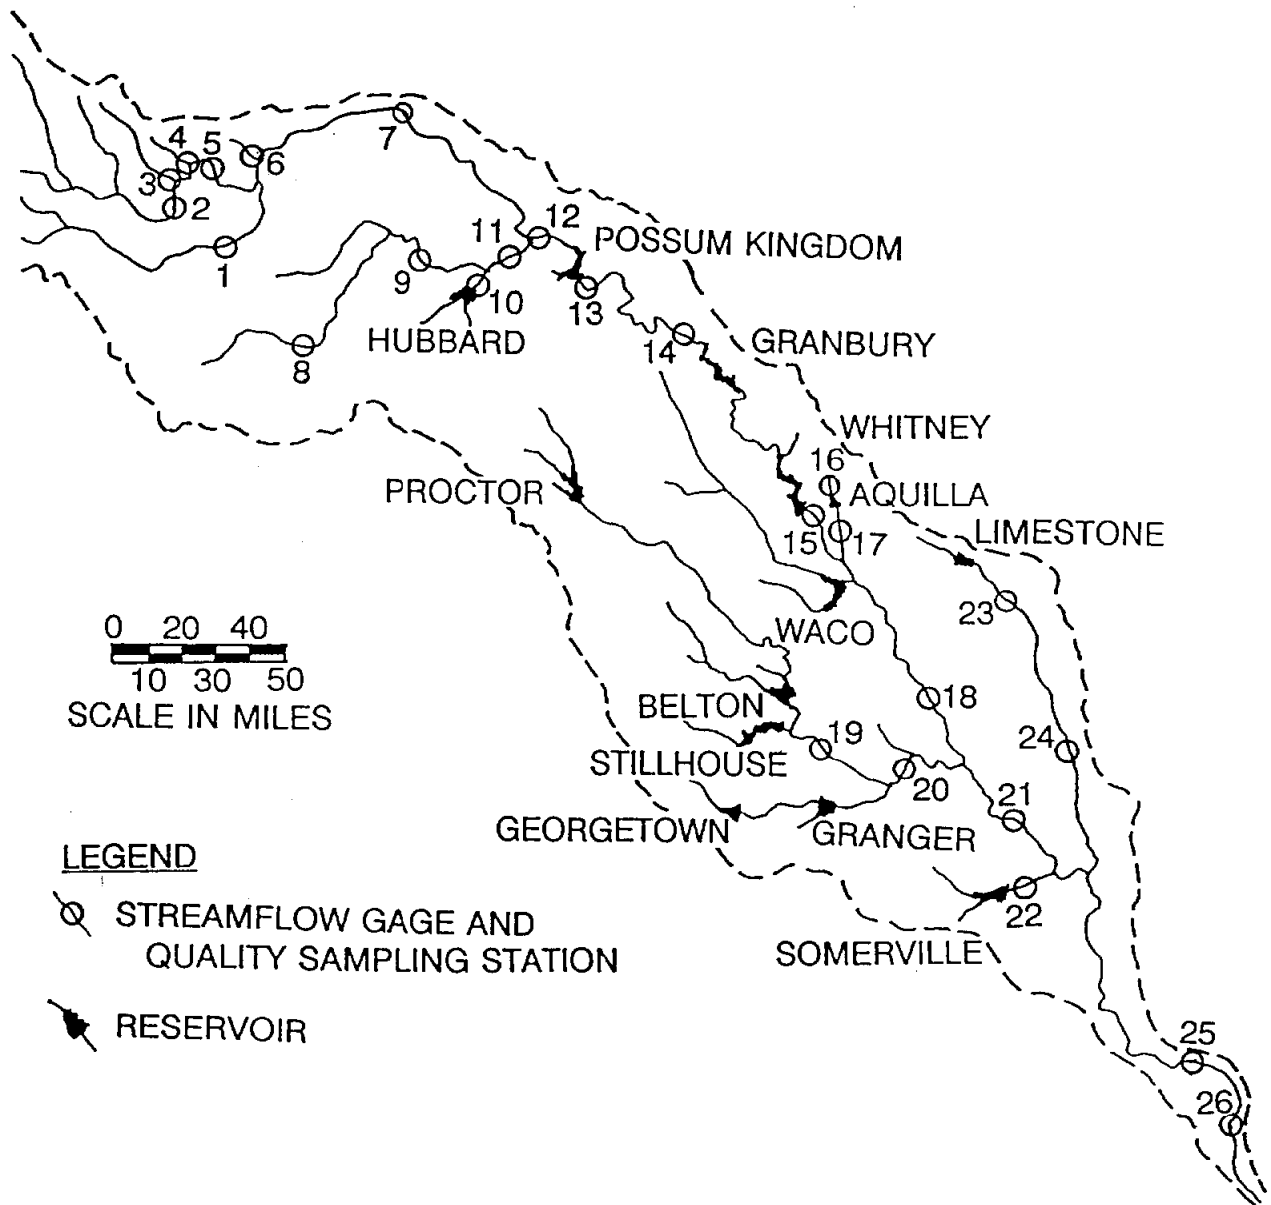 4
5
7
3
6
2
1
12
11
POSSUM KINGDOM
9
10
13
HUBBARD
14
GRANBURY
8
WHITNEY
16
PROCTOR
AQUILLA
LIMESTONE
15
17
23
0 20 40
10 30 50
SCALE IN MILES
WACO
BELTON
18
19
24
STILLHOUSE
20
21
GEORGETOWN
GRANGER
LEGEND
STREAMFLOW GAGE AND
QUALITY SAMPLING STATION
22
SOMERVILLE
RESERVOIR
25
26